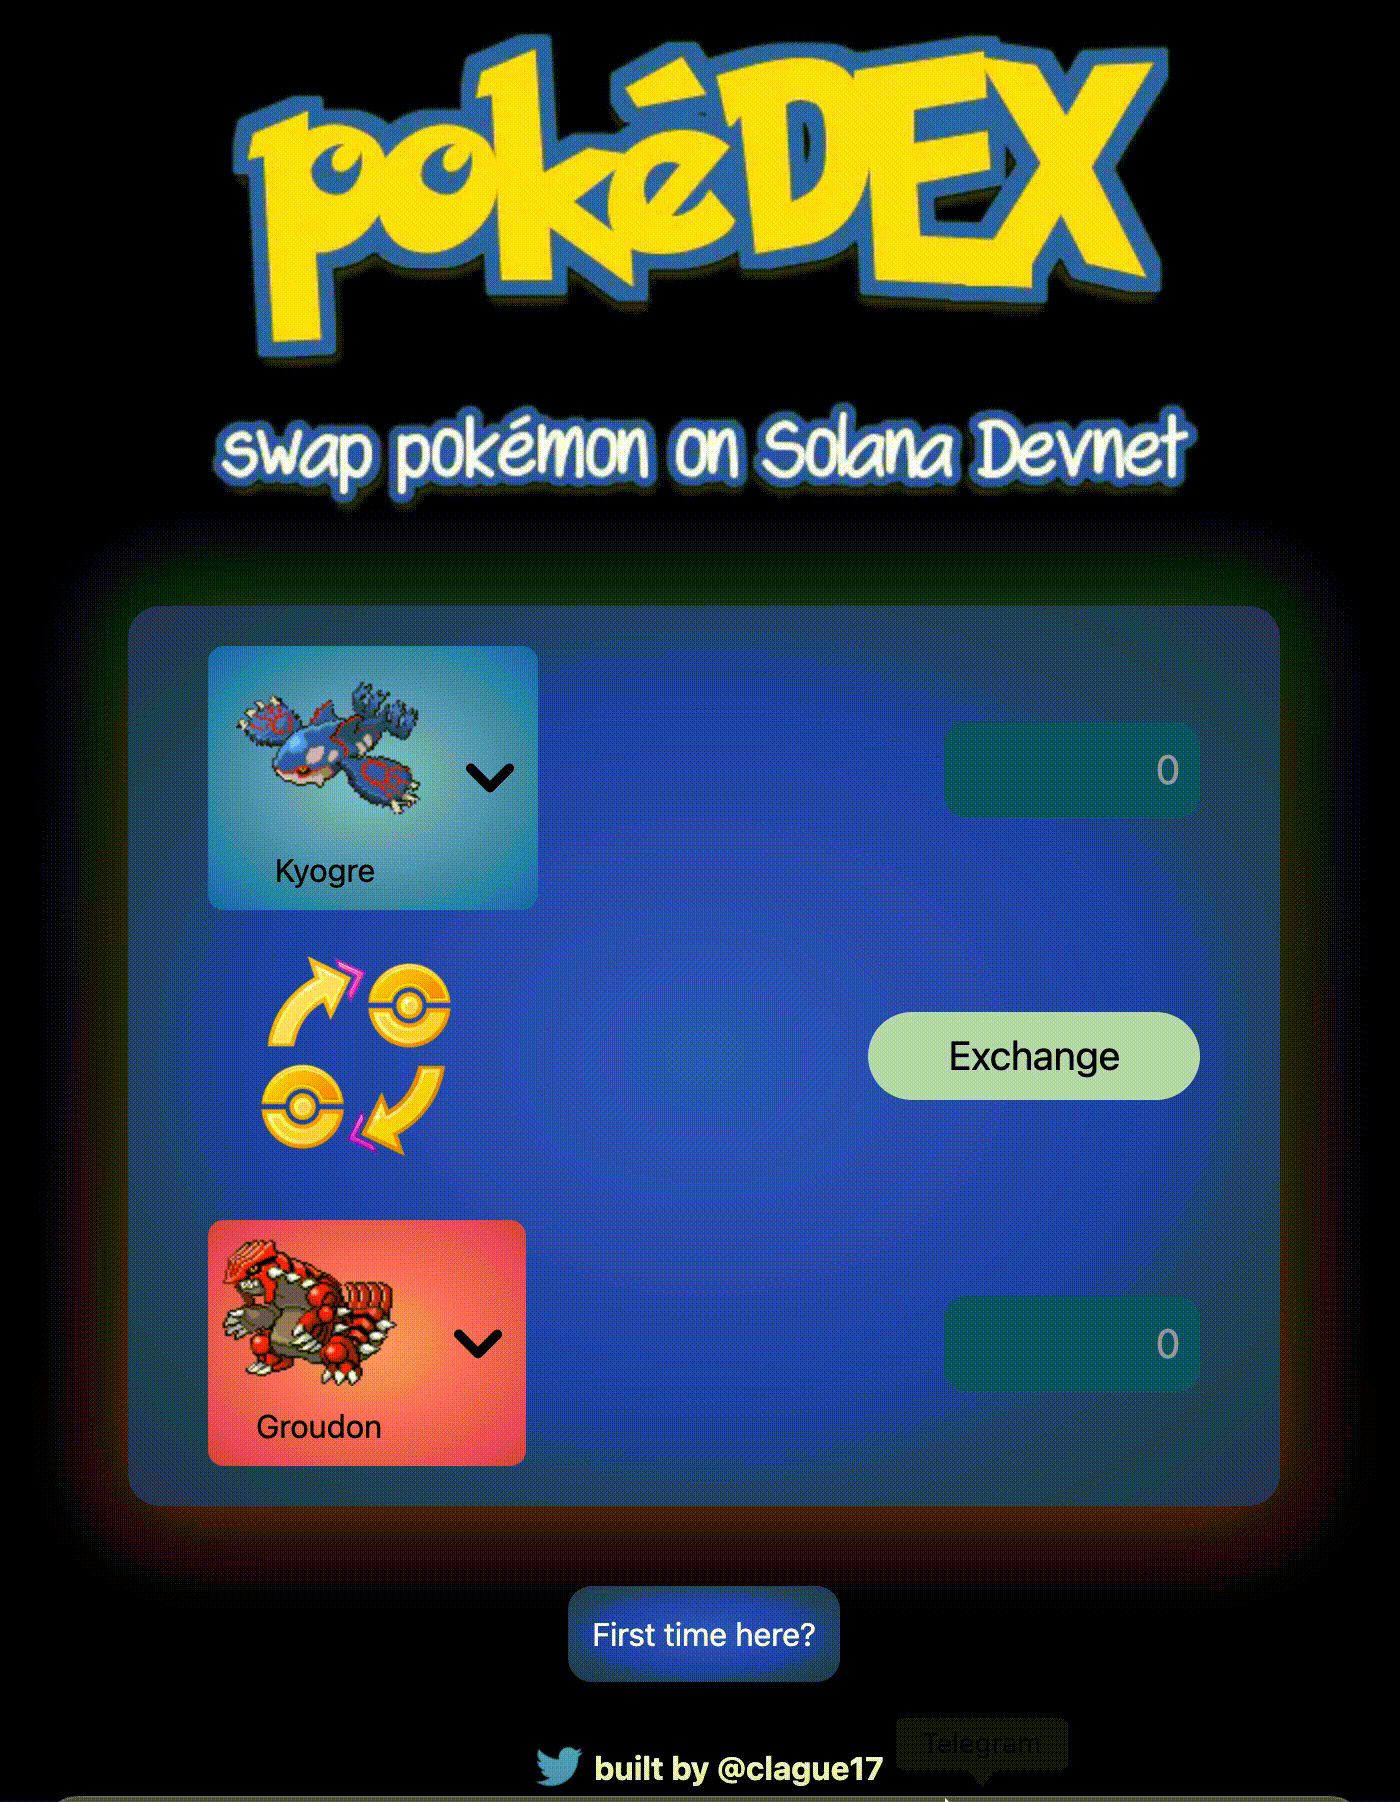 pokéDEX
swap pokémon on Solana Devnet
0
Kyogre
Exchange
0
Groudon
First time here?
Telegram
built by @clague17